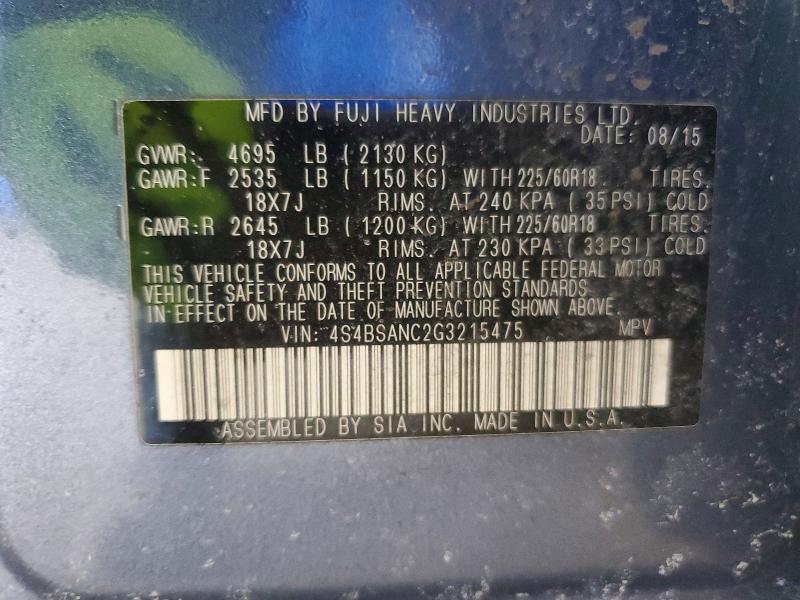 MFD BY FUJI HEAVY INDUSTRIES LTD.
DATE: 08/15
GVWR: 4695 LB ( 2130 KG)
GAWR:F 2535 LB ( 1150 KG) WITH 225/60R18 TIRES.
18X7J RIMS. AT 240 KPA ( 35 PSI) COLD
GAWR:R 2645 LB ( 1200 KG) WITH 225/60R18 TIRES.
18X7J RIMS. AT 230 KPA ( 33 PSI) COLD
THIS VEHICLE CONFORMS TO ALL APPLICABLE FEDERAL MOTOR
VEHICLE SAFETY AND THEFT PREVENTION STANDARDS
IN EFFECT ON THE DATE OF MANUFACTURE SHOWN ABOVE.
VIN: 4S4BSANC2G3215475 MPV
ASSEMBLED BY SIA INC. MADE IN U.S.A.